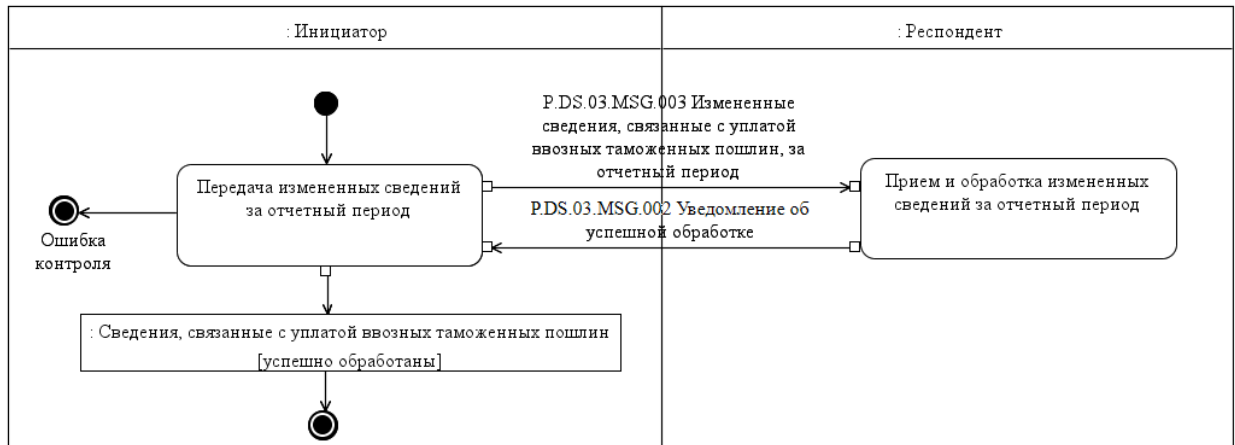 : Инициатор
: Респондент
P.DS.03.MSG.003 Измененные
сведения, связанные с уплатой
ввозных таможенных пошлин, за
отчетный период
Передача измененных сведений
за отчетный период
Прием и обработка измененных
сведений за отчетный период
P.DS.03.MSG.002 Уведомление об
успешной обработке
Ошибка
контроля
: Сведения, связанные с уплатой ввозных таможенных пошлин
[успешно обработаны]